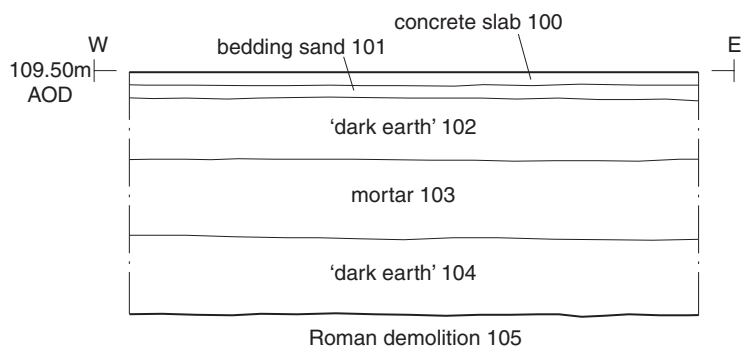 concrete slab 100
W
bedding sand 101
E
109.50m
AOD
‘dark earth’ 102
mortar 103
‘dark earth’ 104
Roman demolition 105